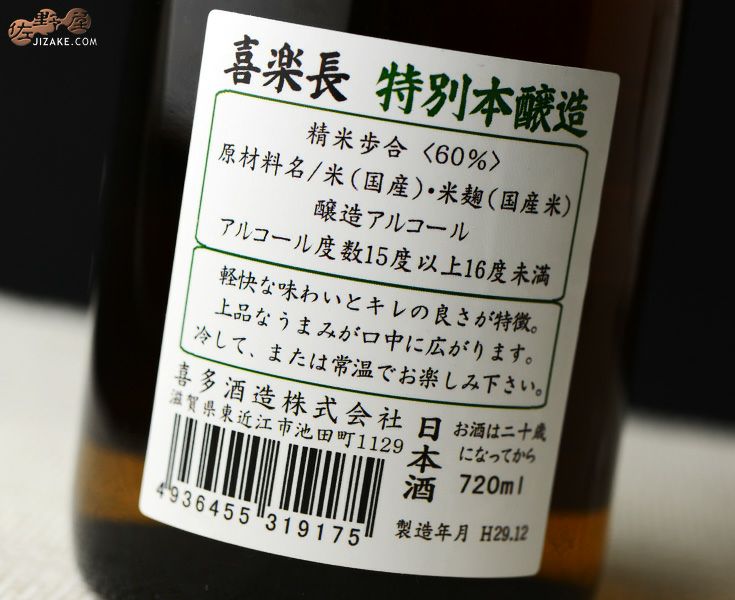 佐野屋
JIZAKE.COM
喜楽長 特別本醸造
精米歩合〈60%〉
原材料名/米(国産)・米麹(国産米)
醸造アルコール
アルコール度数15度以上16度未満
軽快な味わいとキレの良さが特徴。
上品なうまみが口中に広がります。
冷して、または常温でお楽しみ下さい。
喜多酒造株式会社
滋賀県東近江市池田町1129
日本酒
お酒は二十歳
になってから
720ml
4936455 319175
製造年月 H29.12